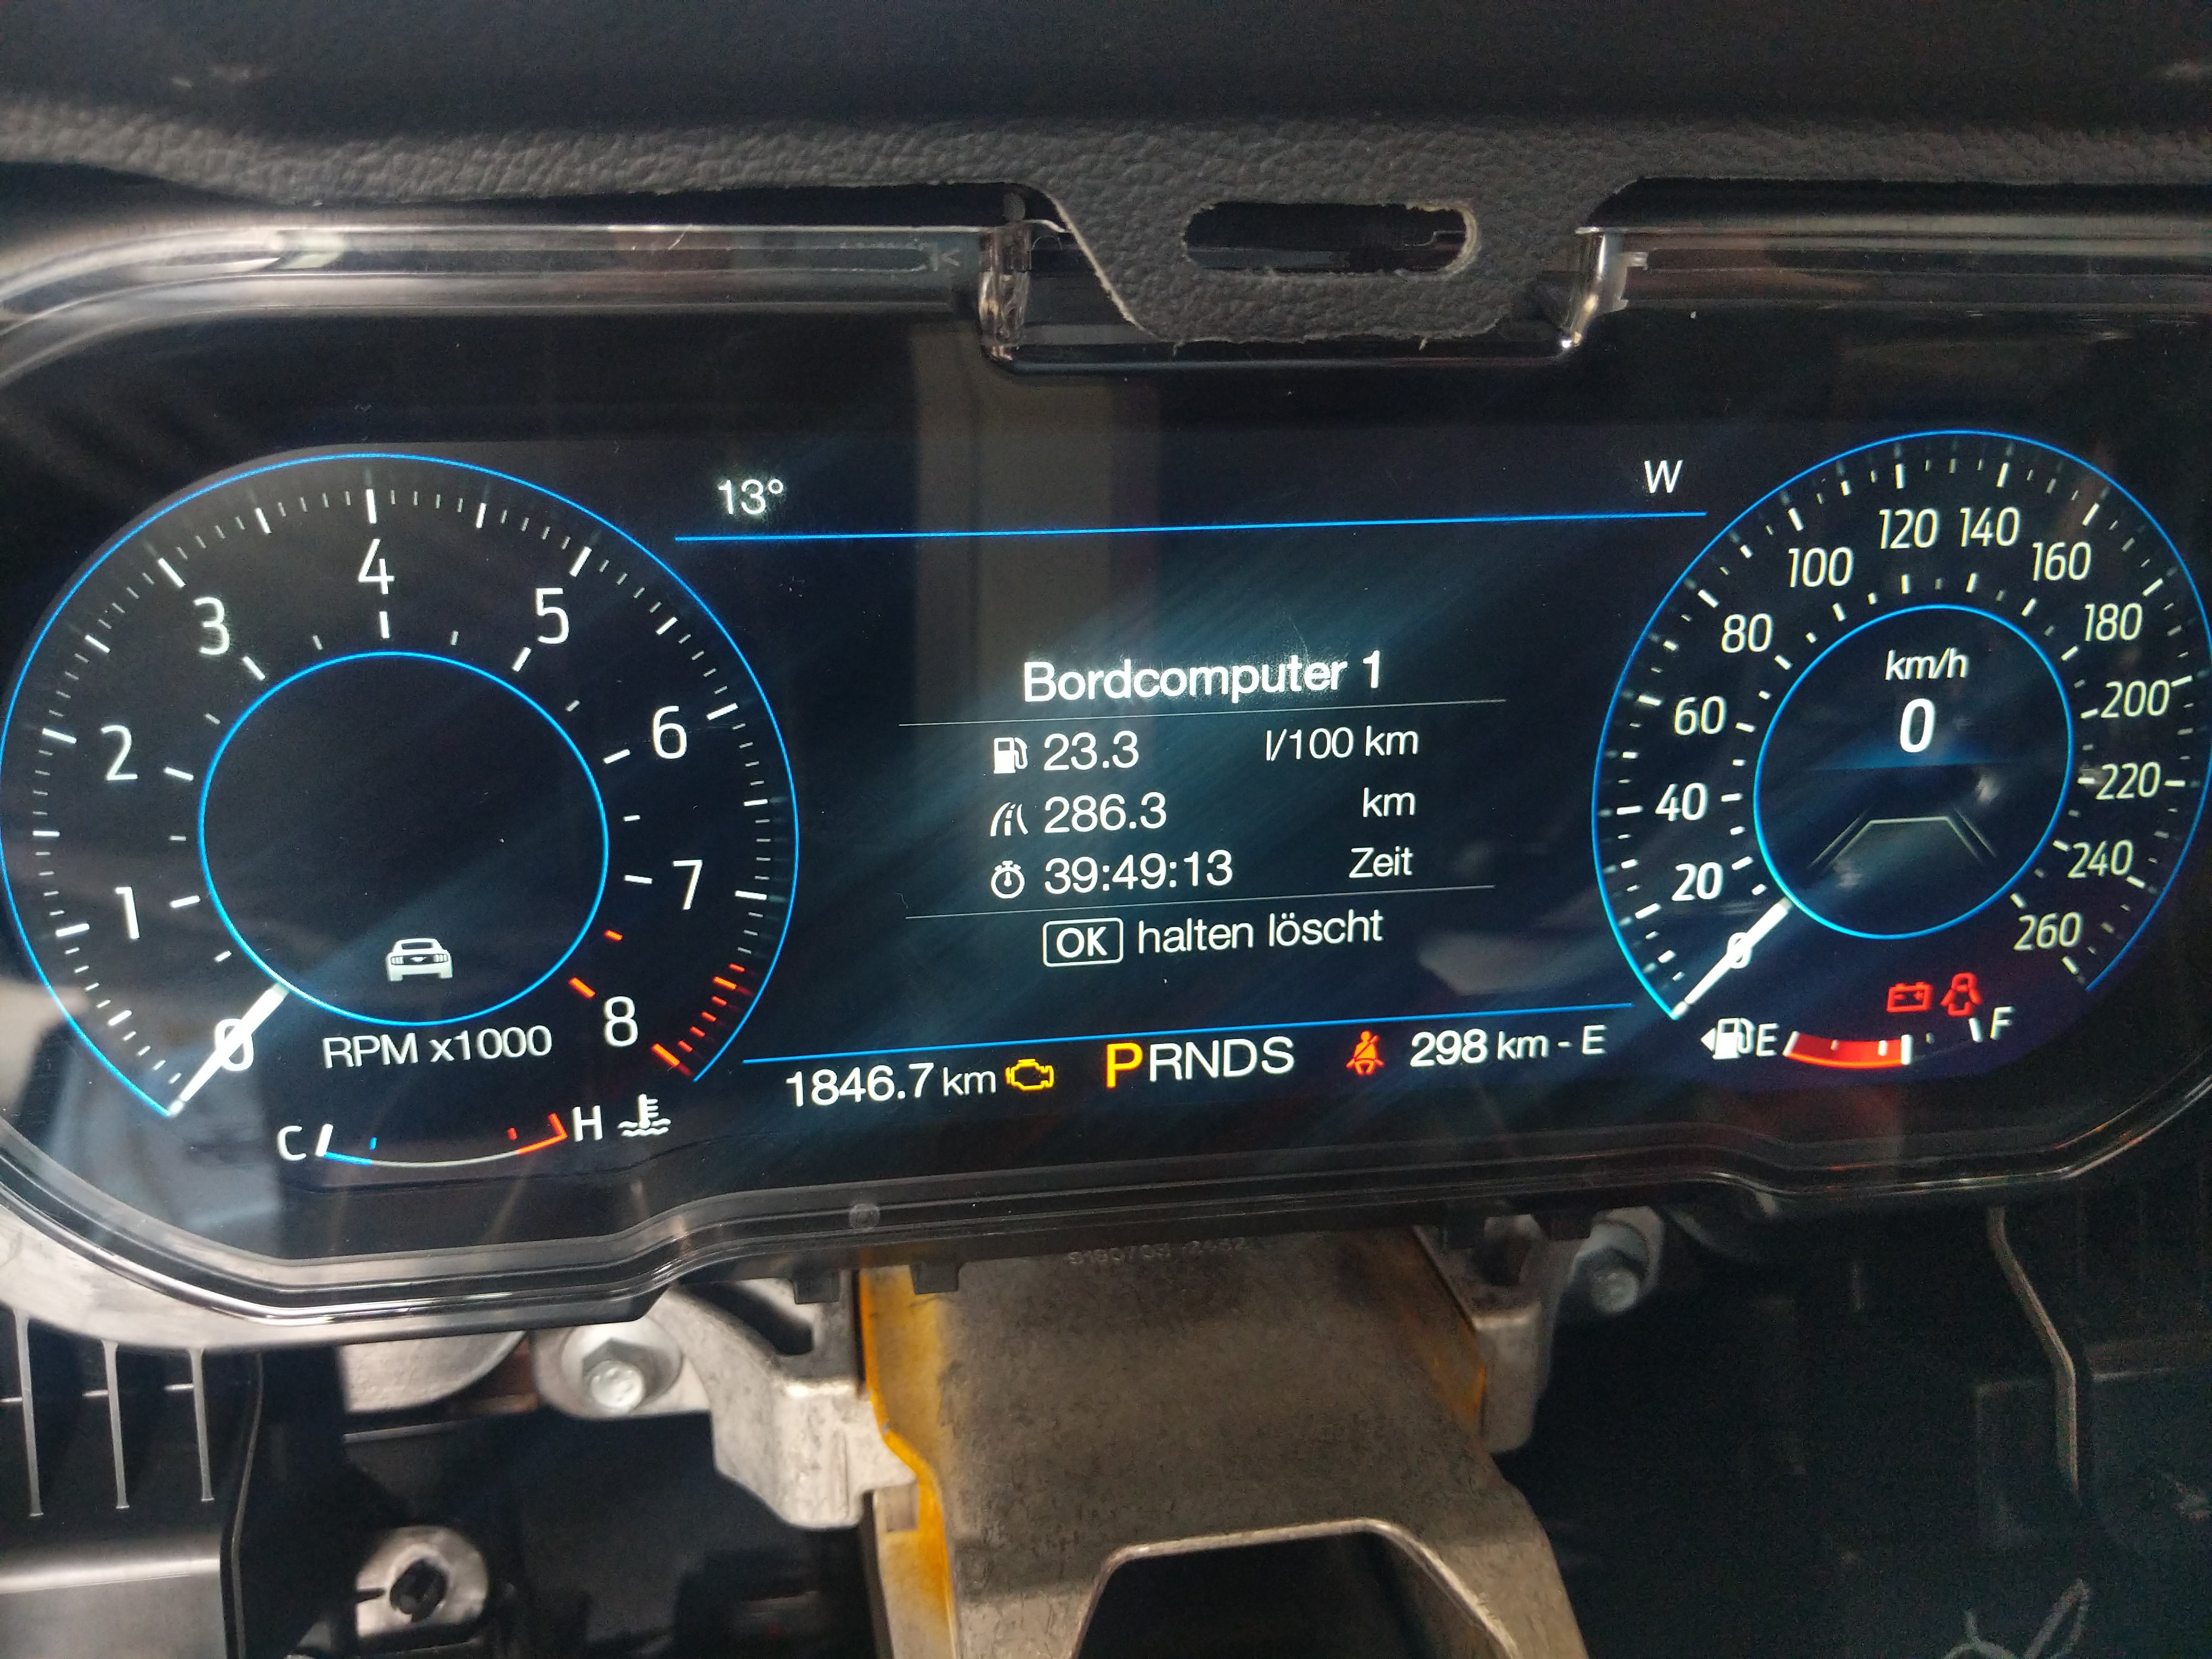 13° W
4
3
5
2
6
1
7
0
8
RPM x1000
C H
Bordcomputer 1
23.3 l/100 km
286.3 km
39:49:13 Zeit
OK halten löscht
1846.7 km PRNDS 298 km - E
120 140
100 160
80 180
60 200
40 220
20 240
0 260
km/h
0
E F